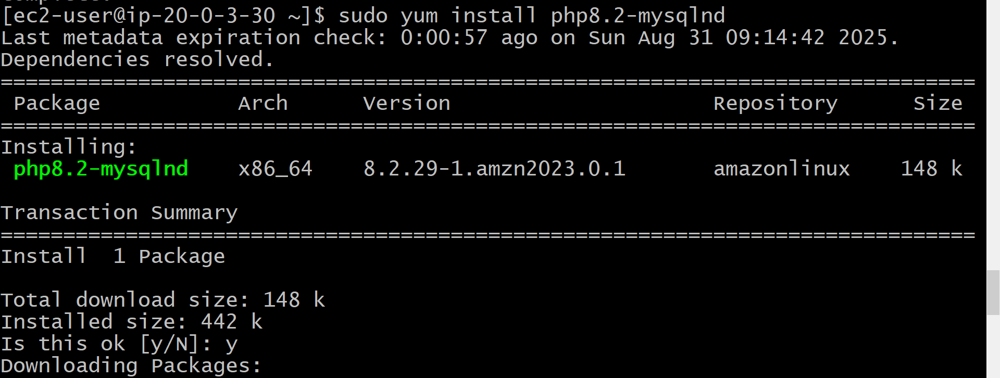 [ec2-user@ip-20-0-3-30 ~]$ sudo yum install php8.2-mysqlnd
Last metadata expiration check: 0:00:57 ago on Sun Aug 31 09:14:42 2025.
Dependencies resolved.
==============================================================================
 Package           Arch      Version                     Repository      Size
==============================================================================
Installing:
 php8.2-mysqlnd    x86_64    8.2.29-1.amzn2023.0.1       amazonlinux    148 k

Transaction Summary
==============================================================================
Install  1 Package

Total download size: 148 k
Installed size: 442 k
Is this ok [y/N]: y
Downloading Packages: